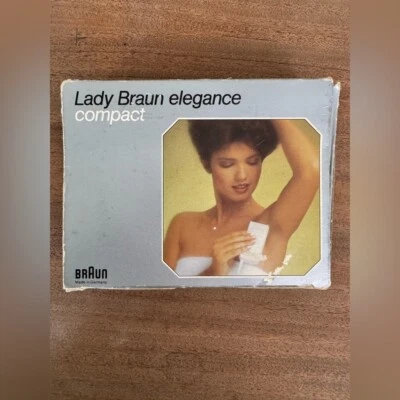 Lady Braun elegance
compact
BRAUN
Made in Germany